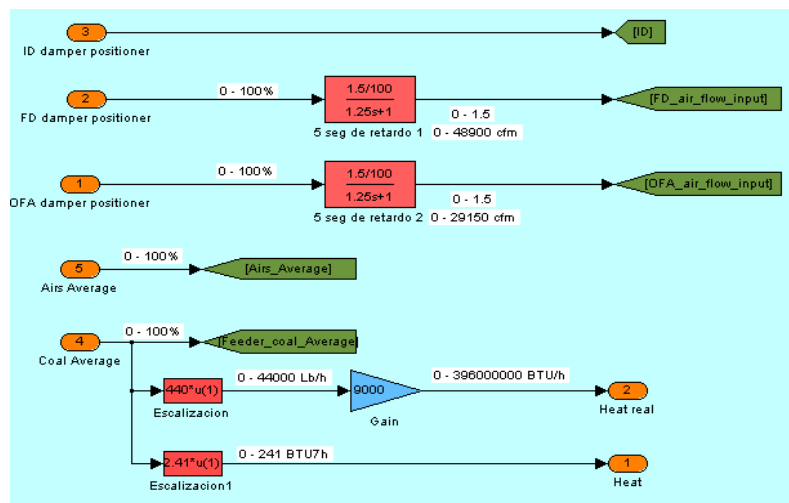 3
[ID]
ID damper positioner
0 - 100%
2
1.5/100
1.25s+1
[FD_air_flow_input]
FD damper positioner
0 - 1.5
5 seg de retardo 1
0 - 48900 cfm
0 - 100%
1
1.5/100
1.25s+1
[OFA_air_flow_input]
OFA damper positioner
0 - 1.5
5 seg de retardo 2
0 - 29150 cfm
0 - 100%
5
[Airs_Average]
Airs Average
0 - 100%
4
[Feeder_coal_Average]
Coal Average
0 - 44000 Lb/h
0 - 396000000 BTU/h
440*u(1)
9000
2
Escalizacion
Gain
Heat real
0 - 241 BTU7h
2.41*u(1)
1
Escalizacion1
Heat